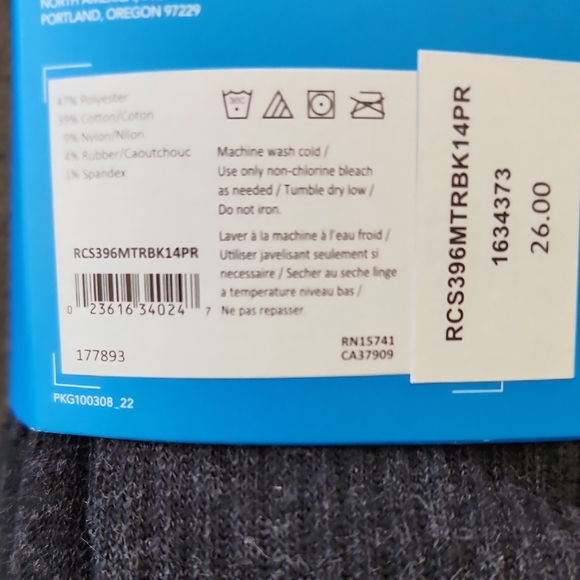 NORTH AMERICA,
PORTLAND, OREGON 97229
47% Polyester
39% Cotton/Coton
9% Nylon/Nilon
4% Rubber/Caoutchouc
1% Spandex
30C
Machine wash cold /
Use only non-chlorine bleach
as needed / Tumble dry low /
Do not iron.
Laver à la machine à l'eau froid /
Utiliser javelisant seulement si
necessaire / Secher au seche linge
a temperature niveau bas /
Ne pas repasser.
RCS396MTRBK14PR
0 23616 34024 7
177893
RN15741
CA37909
PKG100308_22
RCS396MTRBK14PR
1634373
26.00